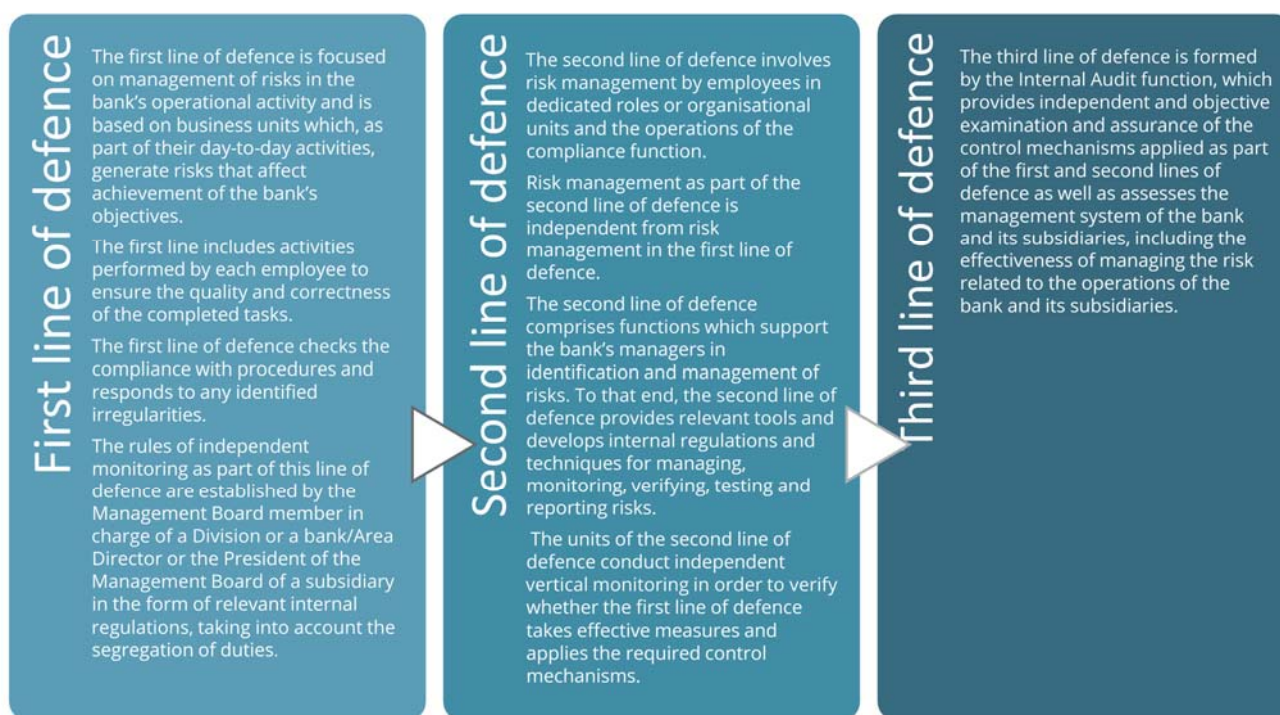 First line of defence
The first line of defence is focused
on management of risks in the
bank's operational activity and is
based on business units which, as
part of their day-to-day activities,
generate risks that affect
achievement of the bank's
objectives.
The first line includes activities
performed by each employee to
ensure the quality and correctness
of the completed tasks.
The first line of defence checks the
compliance with procedures and
responds to any identified
irregularities.
The rules of independent
monitoring as part of this line of
defence are established by the
Management Board member in
charge of a Division or a bank/Area
Director or the President of the
Management Board of a subsidiary
in the form of relevant internal
regulations, taking into account the
segregation of duties.
Second line of defence
The second line of defence involves
risk management by employees in
dedicated roles or organisational
units and the operations of the
compliance function.
Risk management as part of the
second line of defence is
independent from risk
management in the first line of
defence.
The second line of defence
comprises functions which support
the bank's managers in
identification and management of
risks. To that end, the second line of
defence provides relevant tools and
develops internal regulations and
techniques for managing,
monitoring, verifying, testing and
reporting risks.
The units of the second line of
defence conduct independent
vertical monitoring in order to verify
whether the first line of defence
takes effective measures and
applies the required control
mechanisms.
Third line of defence
The third line of defence is formed
by the Internal Audit function, which
provides independent and objective
examination and assurance of the
control mechanisms applied as part
of the first and second lines of
defence as well as assesses the
management system of the bank
and its subsidiaries, including the
effectiveness of managing the risk
related to the operations of the
bank and its subsidiaries.